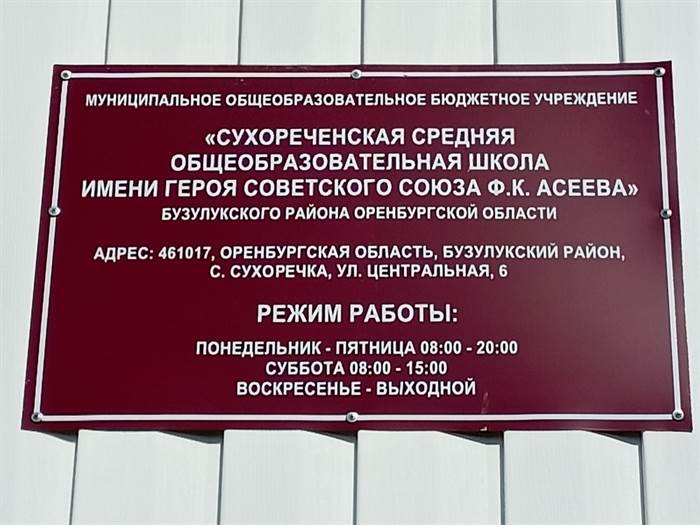 МУНИЦИПАЛЬНОЕ ОБЩЕОБРАЗОВАТЕЛЬНОЕ БЮДЖЕТНОЕ УЧРЕЖДЕНИЕ
«СУХОРЕЧЕНСКАЯ СРЕДНЯЯ
ОБЩЕОБРАЗОВАТЕЛЬНАЯ ШКОЛА
ИМЕНИ ГЕРОЯ СОВЕТСКОГО СОЮЗА Ф.К. АСЕЕВА»
БУЗУЛУКСКОГО РАЙОНА ОРЕНБУРГСКОЙ ОБЛАСТИ
АДРЕС: 461017, ОРЕНБУРГСКАЯ ОБЛАСТЬ, БУЗУЛУКСКИЙ РАЙОН,
С. СУХОРЕЧКА, УЛ. ЦЕНТРАЛЬНАЯ, 6
РЕЖИМ РАБОТЫ:
ПОНЕДЕЛЬНИК - ПЯТНИЦА 08:00 - 20:00
СУББОТА 08:00 - 15:00
ВОСКРЕСЕНЬЕ - ВЫХОДНОЙ